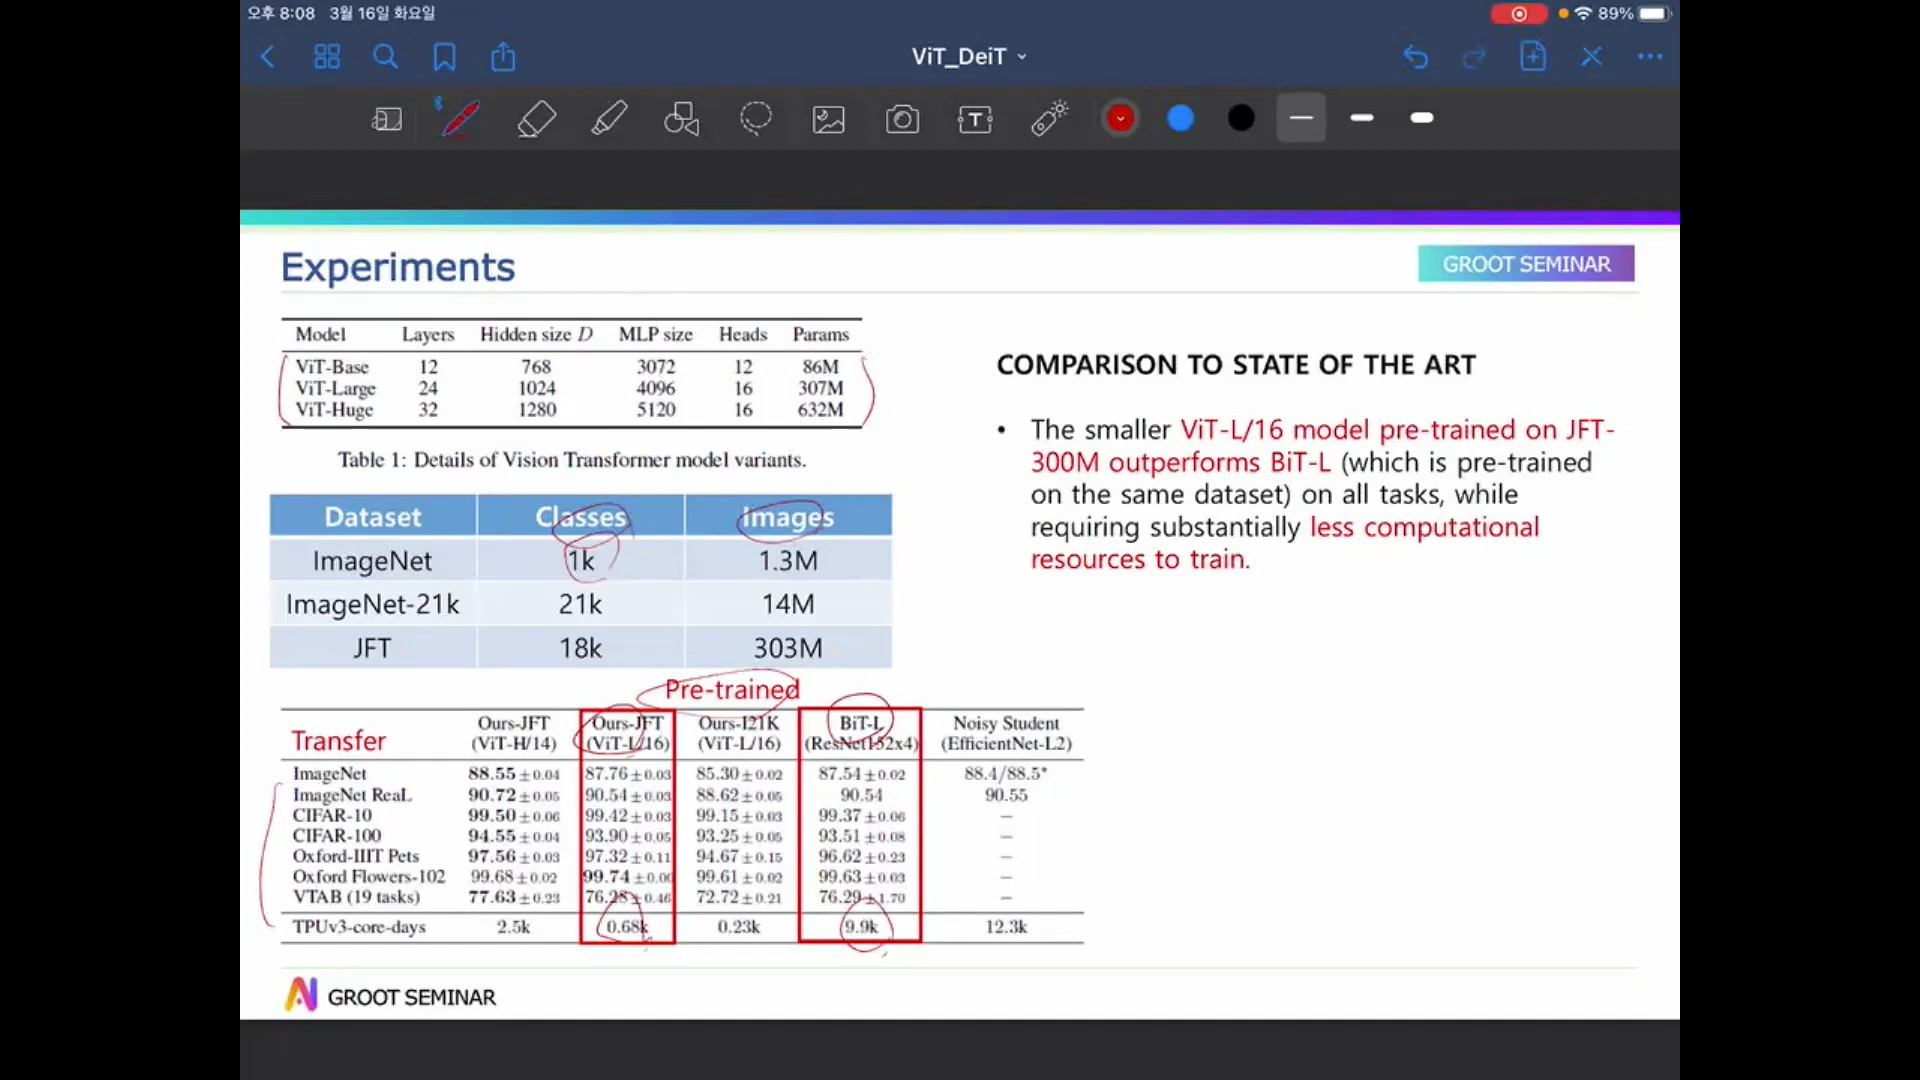 오후 8:08 3월 16일 화요일
89%
ViT_DeiT
Experiments
GROOT SEMINAR
Model Layers Hidden size D MLP size Heads Params
ViT-Base 12 768 3072 12 86M
ViT-Large 24 1024 4096 16 307M
ViT-Huge 32 1280 5120 16 632M
Table 1: Details of Vision Transformer model variants.
Dataset Classes Images
ImageNet 1k 1.3M
ImageNet-21k 21k 14M
JFT 18k 303M
COMPARISON TO STATE OF THE ART
• The smaller ViT-L/16 model pre-trained on JFT-
300M outperforms BiT-L (which is pre-trained
on the same dataset) on all tasks, while
requiring substantially less computational
resources to train.
Pre-trained
Transfer
Ours-JFT Ours-JFT Ours-I21K BiT-L Noisy Student
(ViT-H/14) (ViT-L/16) (ViT-L/16) (ResNet152x4) (EfficientNet-L2)
ImageNet 88.55±0.04 87.76±0.03 85.30±0.02 87.54±0.02 88.4/88.5*
ImageNet ReaL 90.72±0.05 90.54±0.03 88.62±0.05 90.54 90.55
CIFAR-10 99.50±0.06 99.42±0.03 99.15±0.03 99.37±0.06 –
CIFAR-100 94.55±0.04 93.90±0.05 93.25±0.05 93.51±0.08 –
Oxford-IIIT Pets 97.56±0.03 97.32±0.11 94.67±0.15 96.62±0.23 –
Oxford Flowers-102 99.68±0.02 99.74±0.00 99.61±0.02 99.63±0.03 –
VTAB (19 tasks) 77.63±0.23 76.28±0.46 72.72±0.21 76.29±1.70 –
TPUv3-core-days 2.5k 0.68k 0.23k 9.9k 12.3k
GROOT SEMINAR